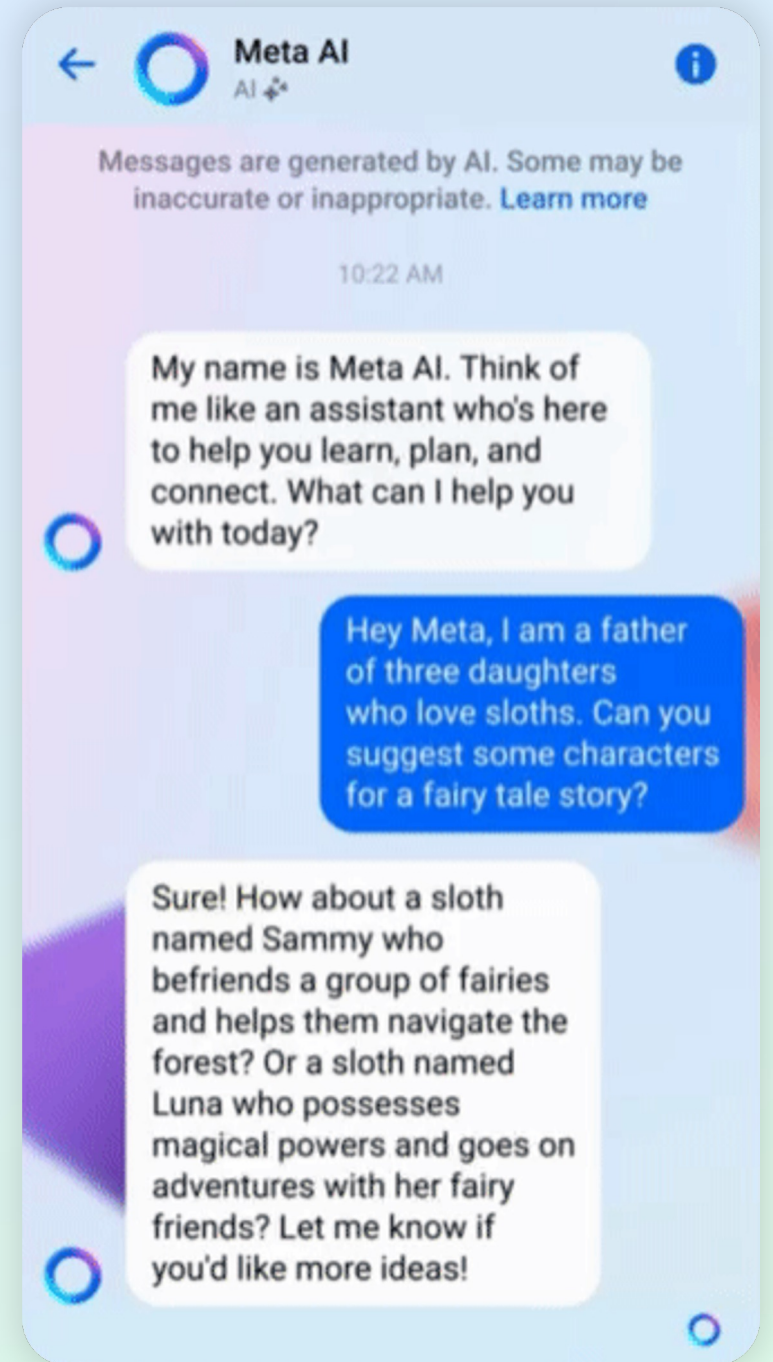 Meta AI
AI
Messages are generated by AI. Some may be
inaccurate or inappropriate. Learn more
10:22 AM
My name is Meta AI. Think of
me like an assistant who's here
to help you learn, plan, and
connect. What can I help you
with today?
Hey Meta, I am a father
of three daughters
who love sloths. Can you
suggest some characters
for a fairy tale story?
Sure! How about a sloth
named Sammy who
befriends a group of fairies
and helps them navigate the
forest? Or a sloth named
Luna who possesses
magical powers and goes on
adventures with her fairy
friends? Let me know if
you'd like more ideas!